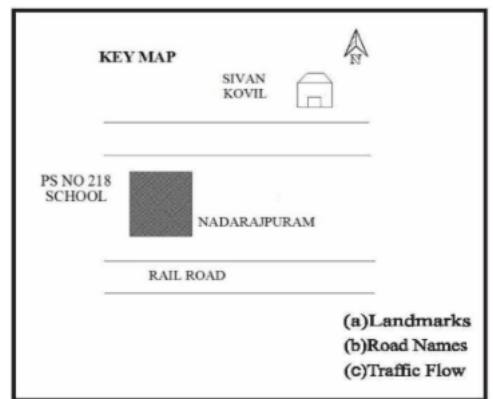 KEY MAP
N
SIVAN
KOVIL
PS NO 218
SCHOOL
NADARAJPURAM
RAIL ROAD
(a)Landmarks
(b)Road Names
(c)Traffic Flow